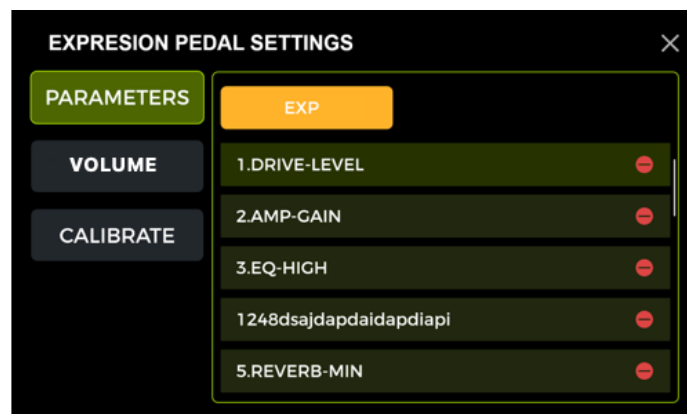 EXPRESION PEDAL SETTINGS
PARAMETERS
VOLUME
CALIBRATE
EXP
1.DRIVE-LEVEL
2.AMP-GAIN
3.EQ-HIGH
1248dsajdapdaidapdiapi
5.REVERB-MIN